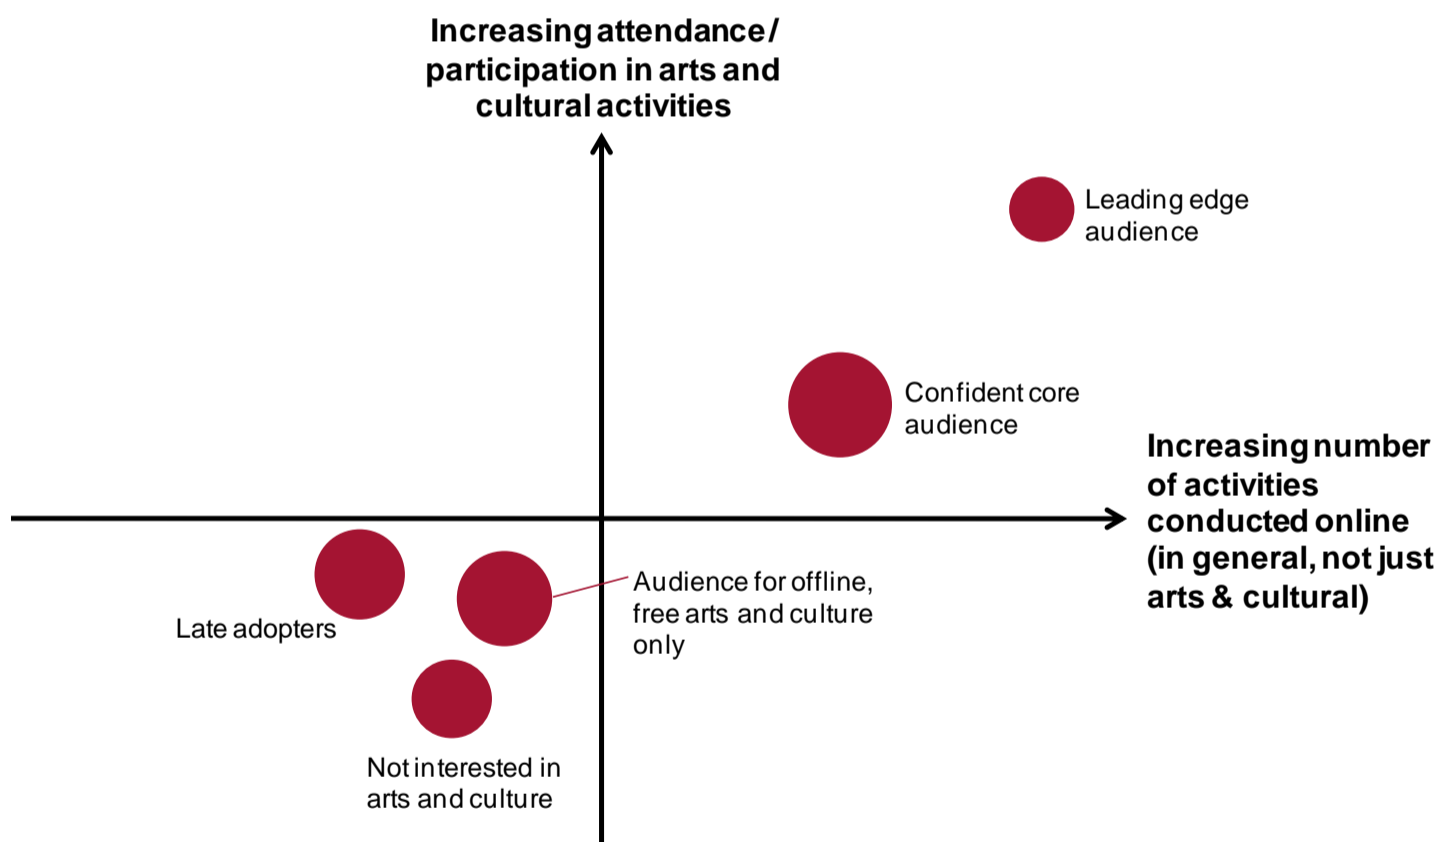 Increasing attendance/
participation in arts and
cultural activities
Leading edge
audience
Confident core
audience
Increasing number
of activities
conducted online
(in general, not just
arts & cultural)
Late adopters
Audience for offline,
free arts and culture
only
Not interested in
arts and culture